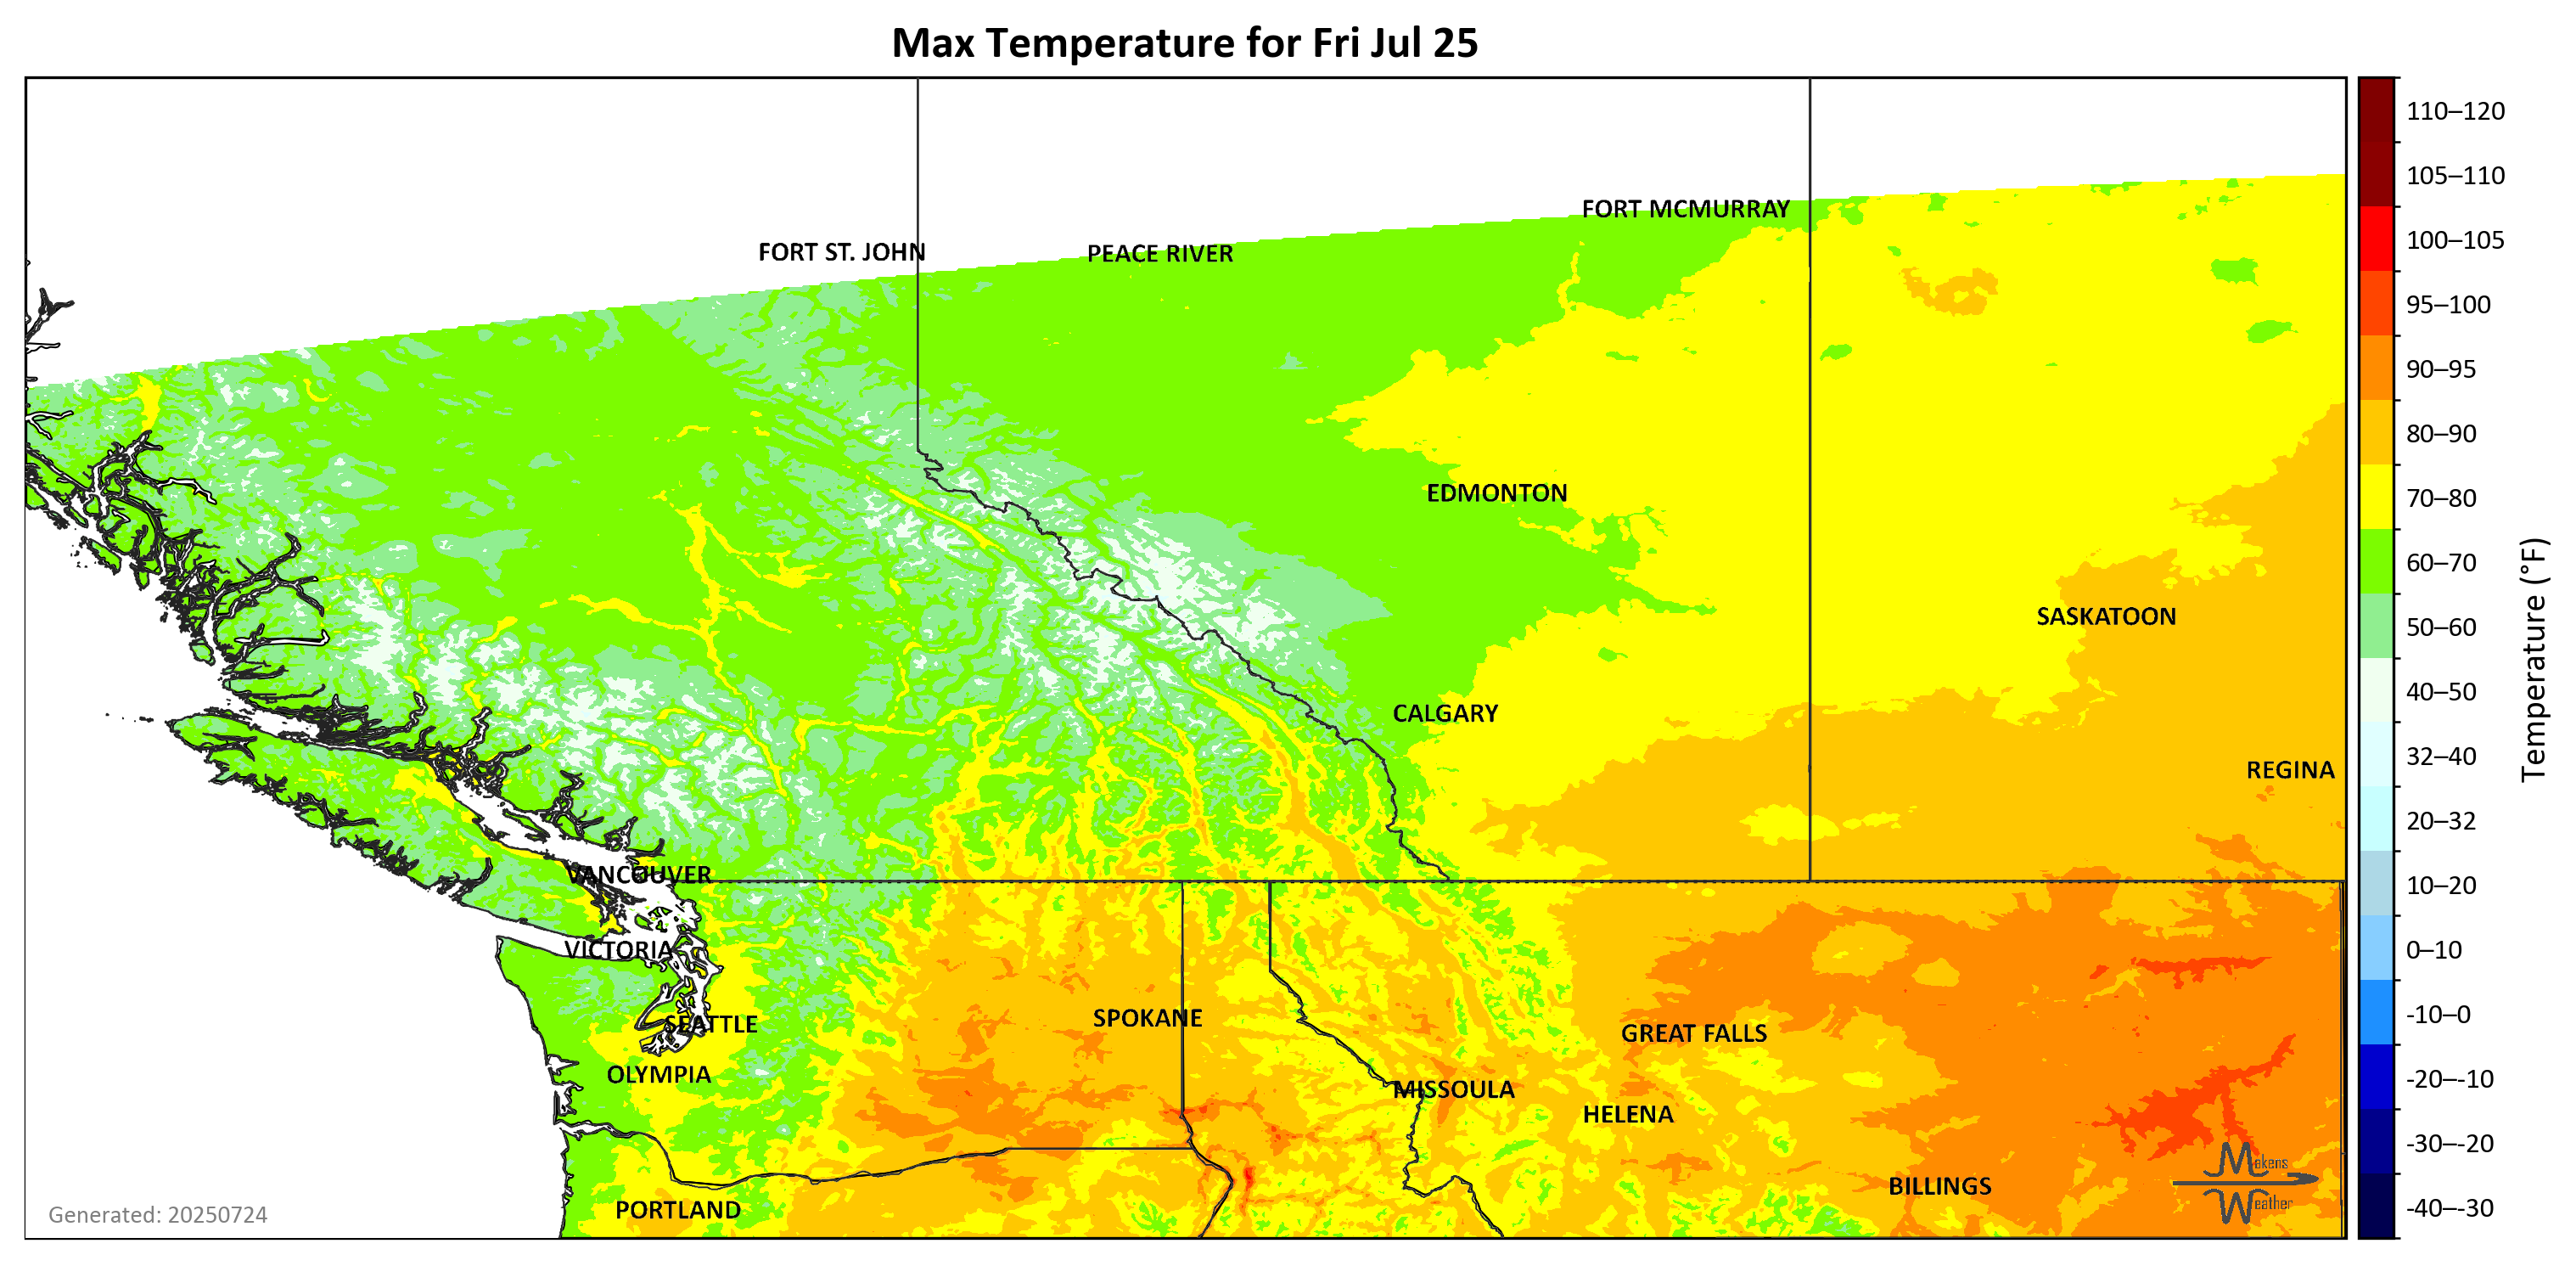 Max Temperature for Fri Jul 25
FORT MCMURRAY
FORT ST. JOHN
PEACE RIVER
EDMONTON
SASKATOON
CALGARY
REGINA
VANCOUVER
VICTORIA
SEATTLE
SPOKANE
GREAT FALLS
OLYMPIA
MISSOULA
HELENA
BILLINGS
PORTLAND
Makens
Weather
Generated: 20250724
110–120
105–110
100–105
95–100
90–95
80–90
70–80
60–70
50–60
40–50
32–40
20–32
10–20
0–10
-10–0
-20–-10
-30–-20
-40–-30
Temperature (°F)